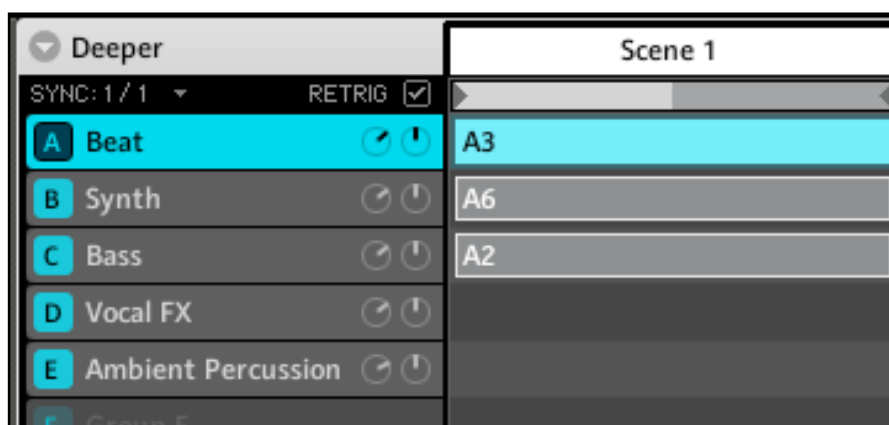 Deeper Scene 1
SYNC: 1 / 1 RETRIG
A Beat A3
B Synth A6
C Bass A2
D Vocal FX
E Ambient Percussion